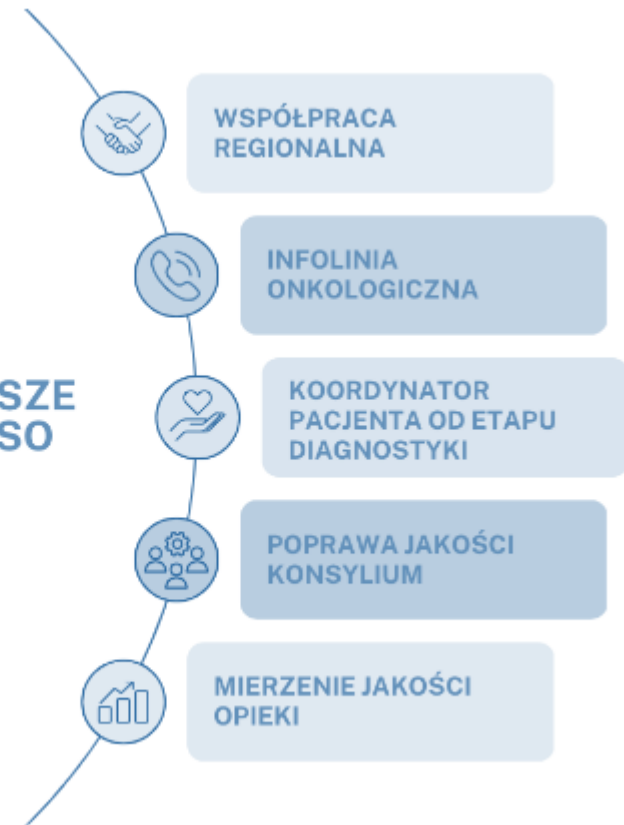 WSPÓŁPRACA
REGIONALNA
INFOLINIA
ONKOLOGICZNA
SZE
SO
KOORDYNATOR
PACJENTA OD ETAPU
DIAGNOSTYKI
POPRAWA JAKOŚCI
KONSYLIUM
MIERZENIE JAKOŚCI
OPIEKI